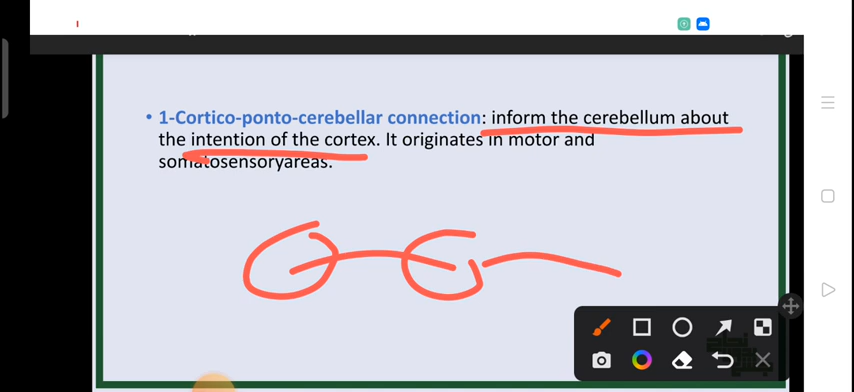 • 1-Cortico-ponto-cerebellar connection: inform the cerebellum about
the intention of the cortex. It originates in motor and
somatosensoryareas.